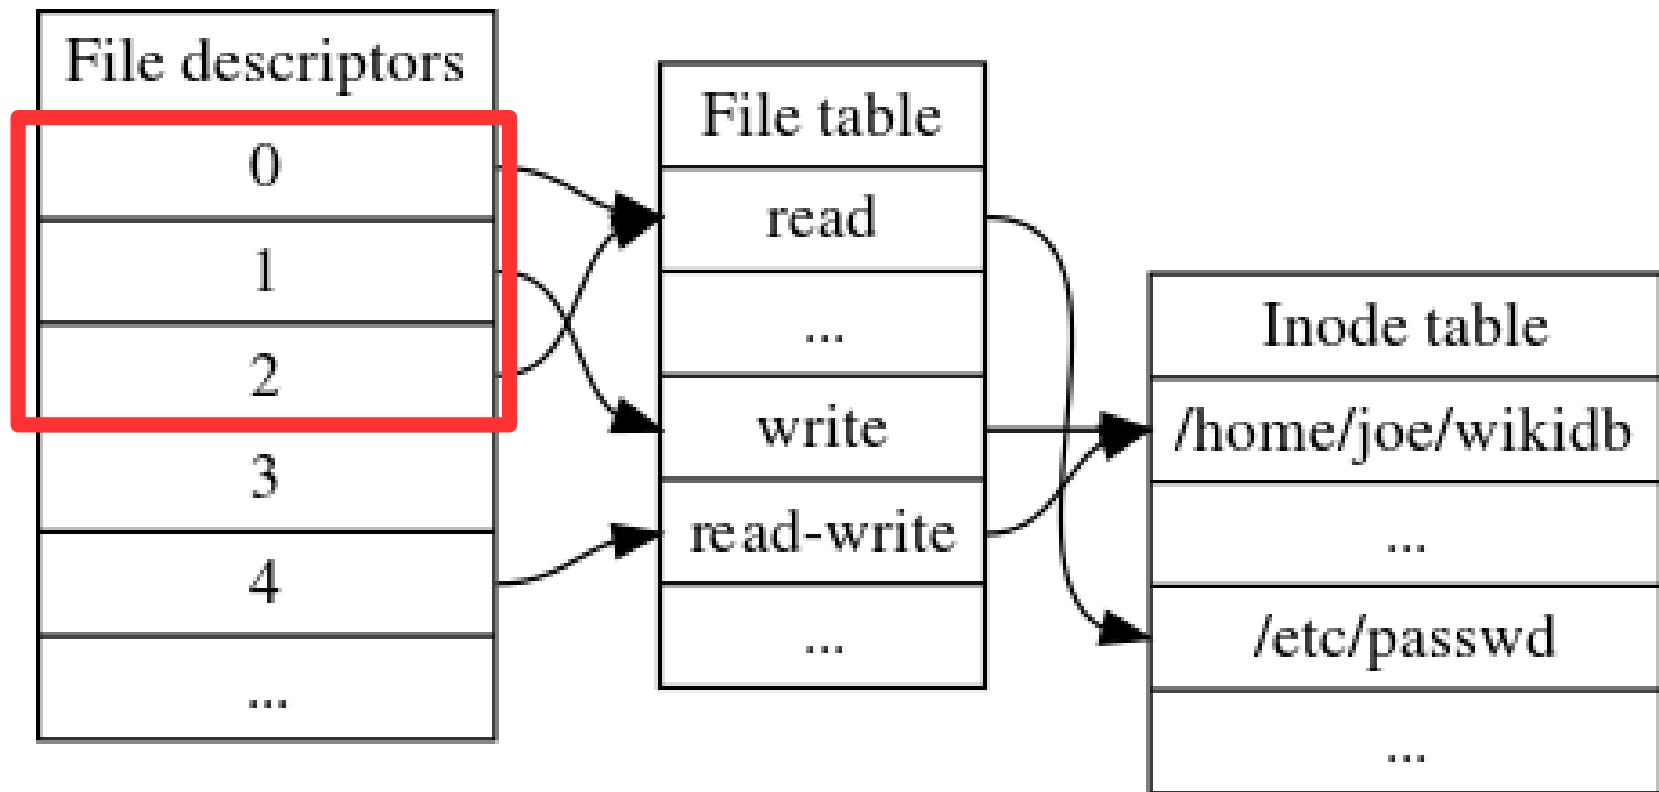 File descriptors
0
1
2
3
4
...
File table
read
...
write
read-write
...
Inode table
/home/joe/wikidb
...
/etc/passwd
...